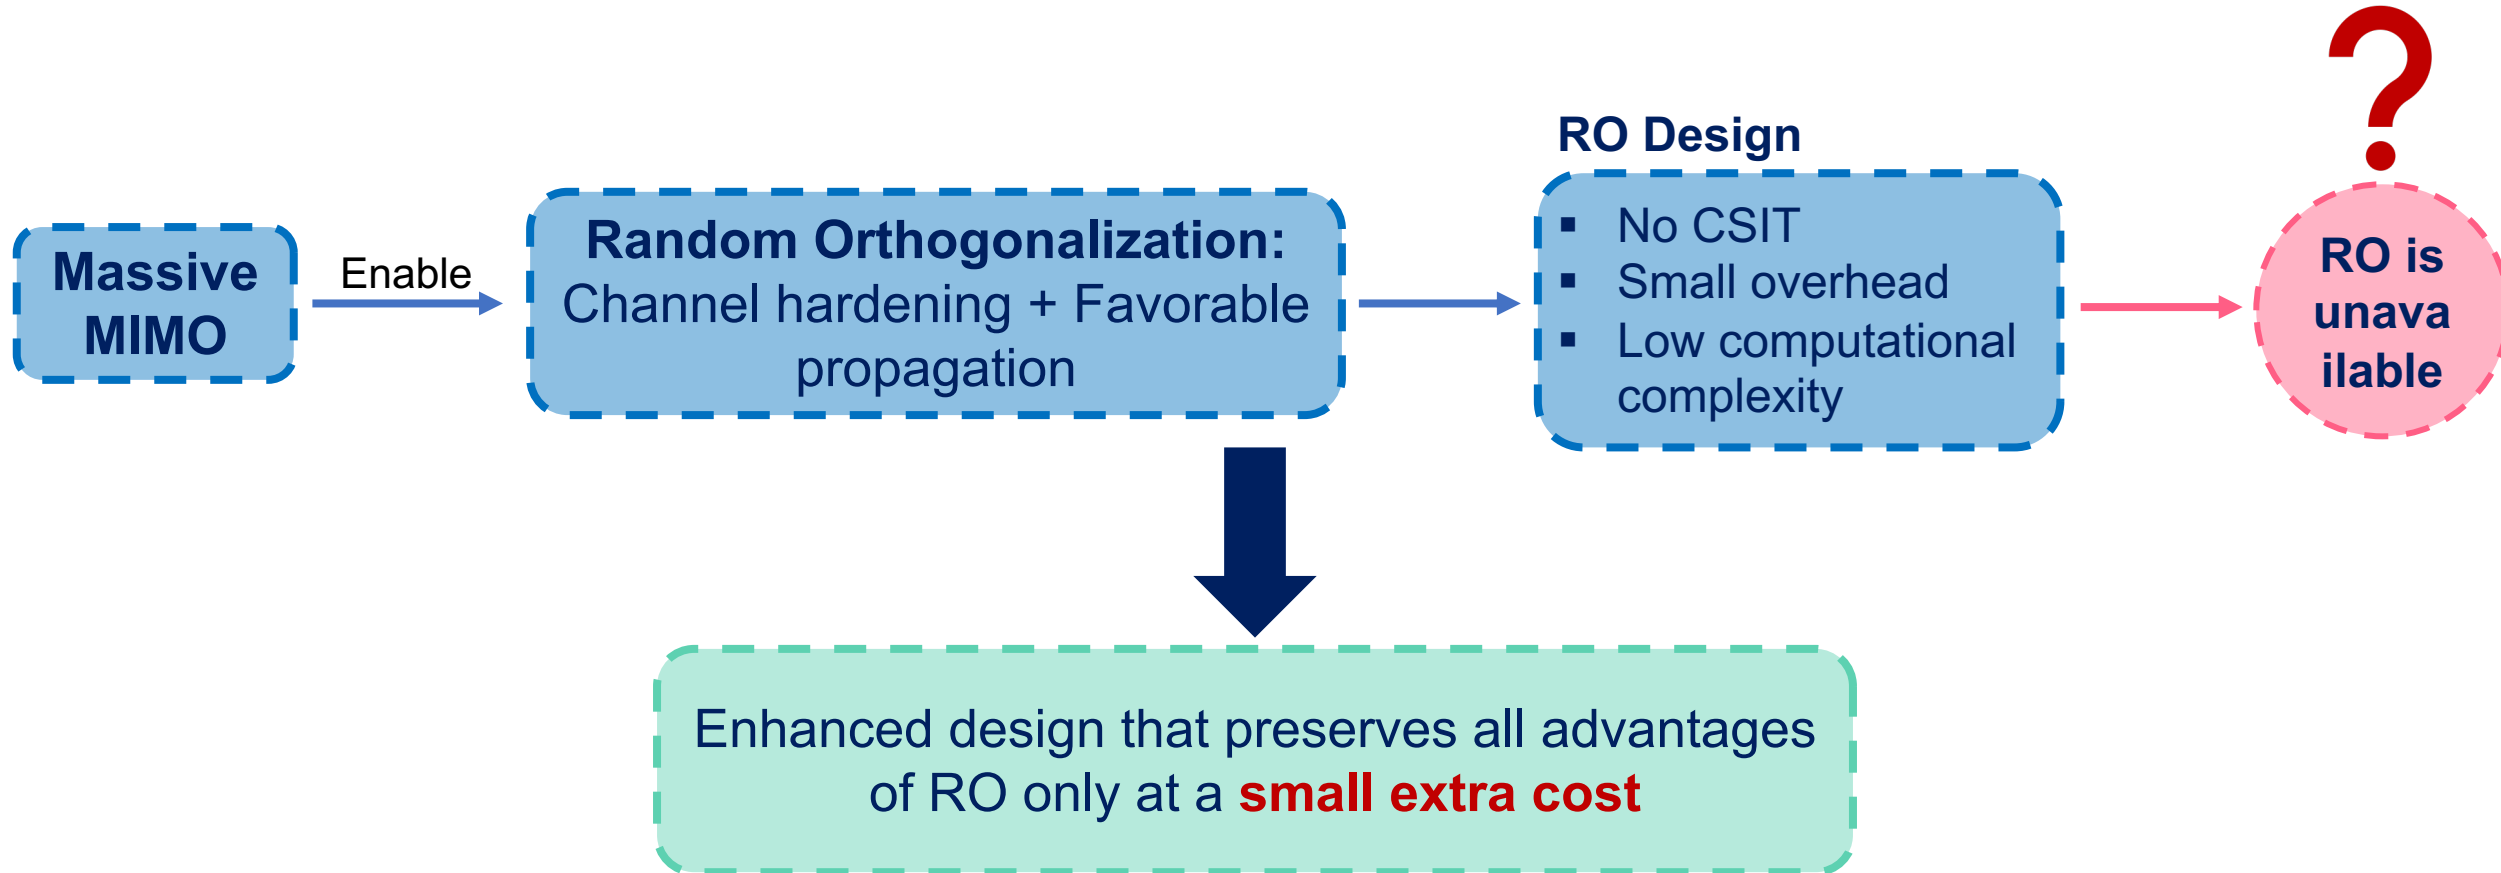 ?
RO Design
Massive
MIMO
Enable
Random Orthogonalization:
Channel hardening + Favorable
propagation
▪ No CSIT
▪ Small overhead
▪ Low computational
complexity
RO is
unava
ilable
Enhanced design that preserves all advantages
of RO only at a small extra cost